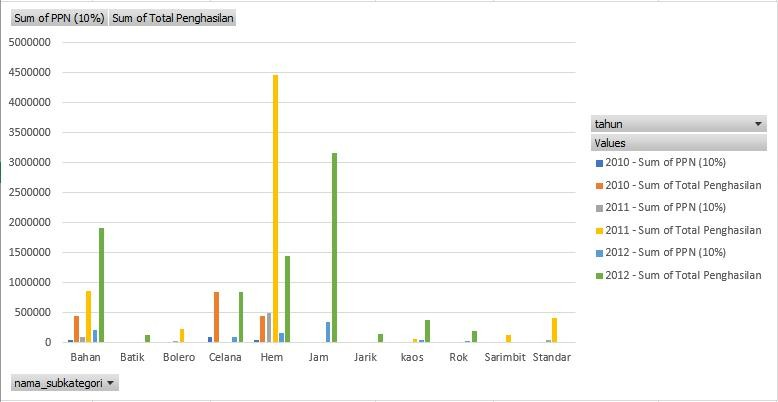 Sum of PPN (10%) Sum of Total Penghasilan
5000000
4500000
4000000
3500000
3000000
2500000
2000000
1500000
1000000
500000
0
Bahan Batik Bolero Celana Hem Jam Jarik kaos Rok Sarimbit Standar
nama_subkategori
tahun
Values
2010 - Sum of PPN (10%)
2010 - Sum of Total Penghasilan
2011 - Sum of PPN (10%)
2011 - Sum of Total Penghasilan
2012 - Sum of PPN (10%)
2012 - Sum of Total Penghasilan